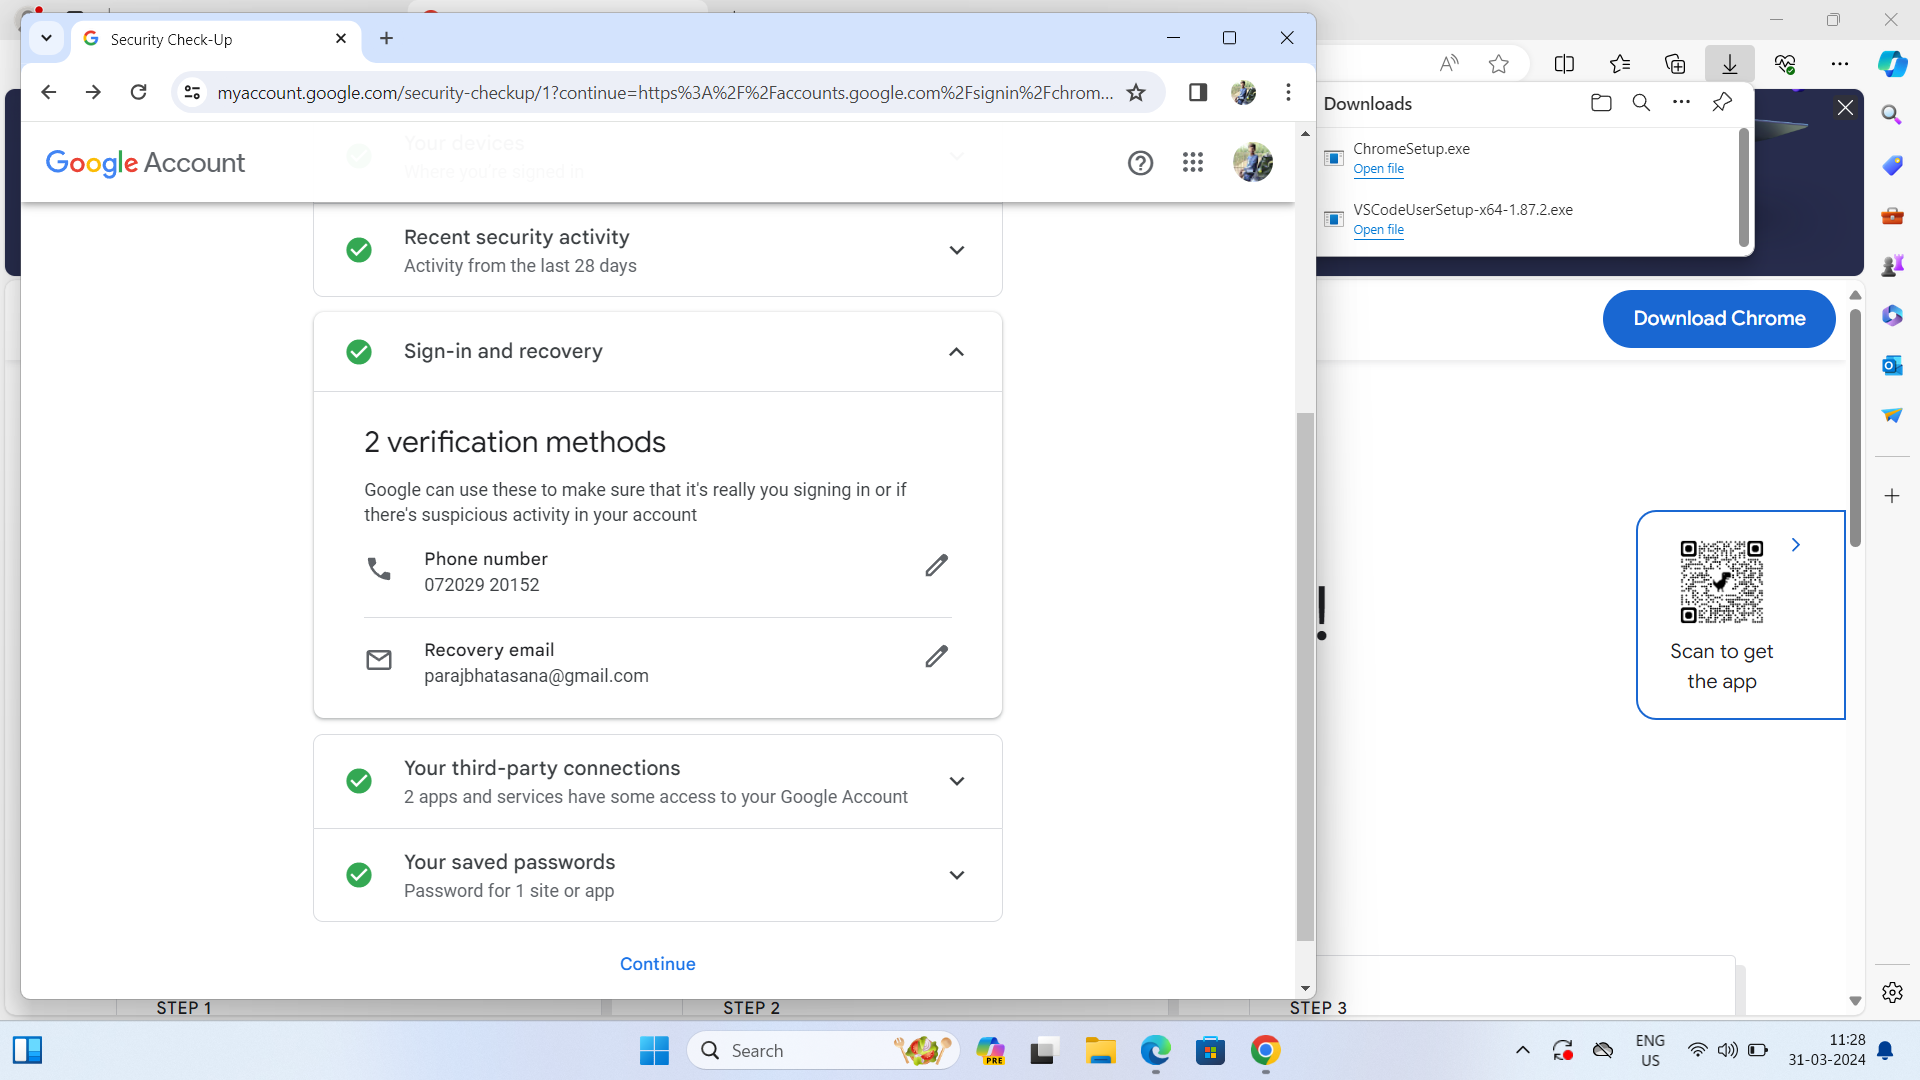 Security Check-Up
myaccount.google.com/security-checkup/1?continue=https%3A%2F%2Faccounts.google.com%2Fsignin%2Fchrom...
Google Account
Your devices
Where you're signed in
Recent security activity
Activity from the last 28 days
Sign-in and recovery
2 verification methods
Google can use these to make sure that it's really you signing in or if
there's suspicious activity in your account
Phone number
072029 20152
Recovery email
parajbhatasana@gmail.com
Your third-party connections
2 apps and services have some access to your Google Account
Your saved passwords
Password for 1 site or app
Continue
Downloads
ChromeSetup.exe
Open file
VSCodeUserSetup-x64-1.87.2.exe
Open file
Download Chrome
!
Scan to get
the app
STEP 1
STEP 2
STEP 3
Search
PRE
ENG
US
11:28
31-03-2024